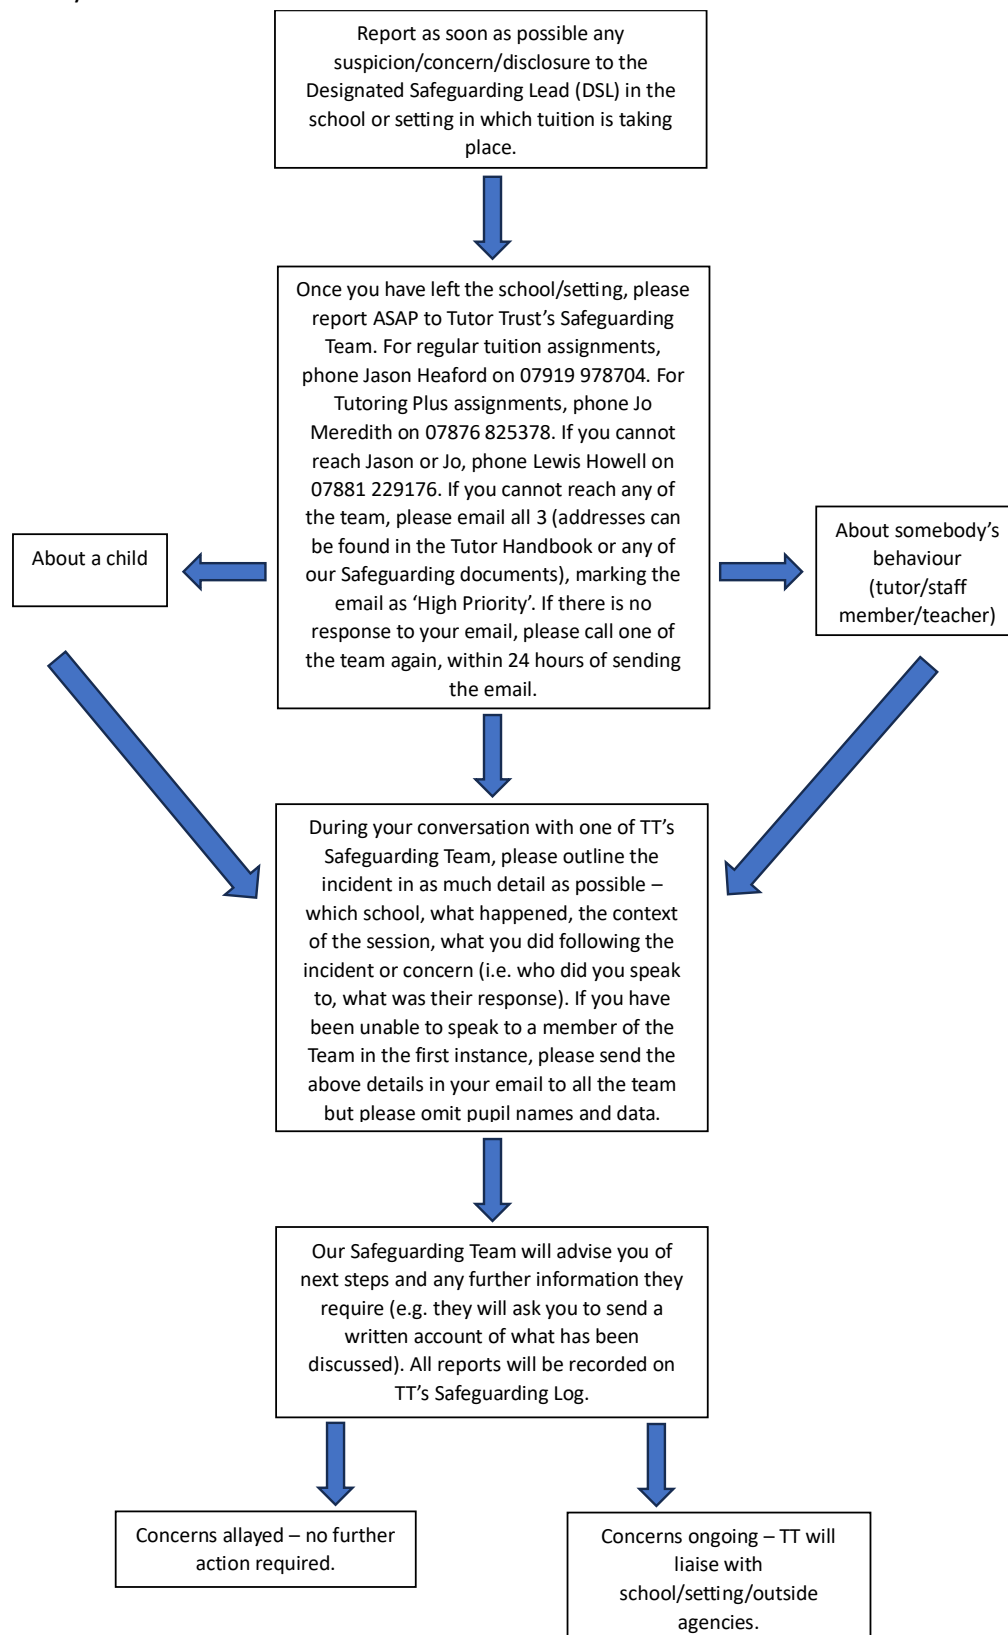 Report as soon as possible any
suspicion/concern/disclosure to the
Designated Safeguarding Lead (DSL) in the
school or setting in which tuition is taking
place.
Once you have left the school/setting, please
report ASAP to Tutor Trust’s Safeguarding
Team. For regular tuition assignments,
phone Jason Heaford on 07919 978704. For
Tutoring Plus assignments, phone Jo
Meredith on 07876 825378. If you cannot
reach Jason or Jo, phone Lewis Howell on
07881 229176. If you cannot reach any of
the team, please email all 3 (addresses can
be found in the Tutor Handbook or any of
our Safeguarding documents), marking the
email as ‘High Priority’. If there is no
response to your email, please call one of
the team again, within 24 hours of sending
the email.
About a child
About somebody’s
behaviour
(tutor/staff
member/teacher)
During your conversation with one of TT’s
Safeguarding Team, please outline the
incident in as much detail as possible –
which school, what happened, the context
of the session, what you did following the
incident or concern (i.e. who did you speak
to, what was their response). If you have
been unable to speak to a member of the
Team in the first instance, please send the
above details in your email to all the team
but please omit pupil names and data.
Our Safeguarding Team will advise you of
next steps and any further information they
require (e.g. they will ask you to send a
written account of what has been
discussed). All reports will be recorded on
TT’s Safeguarding Log.
Concerns allayed – no further
action required.
Concerns ongoing – TT will
liaise with
school/setting/outside
agencies.